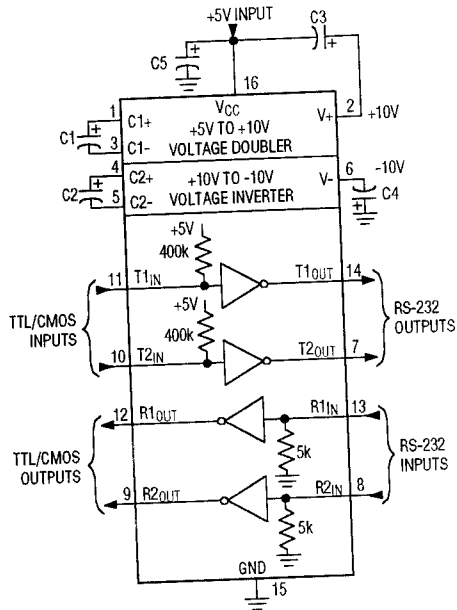 +5V INPUT
C3
+
+
C5
16
1
C1+
VCC
V+
2
+10V
C1
+
+5V TO +10V
3
C1-
VOLTAGE DOUBLER
4
C2+
+10V TO -10V
V-
6
-10V
C2
+
VOLTAGE INVERTER
5
C2-
+
C4
+5V
400k
11
T1IN
T1OUT
14
+5V
400k
TTL/CMOS
INPUTS
RS-232
OUTPUTS
10
T2IN
T2OUT
7
12
R1OUT
R1IN
13
5k
TTL/CMOS
OUTPUTS
RS-232
INPUTS
9
R2OUT
R2IN
8
5k
GND
15